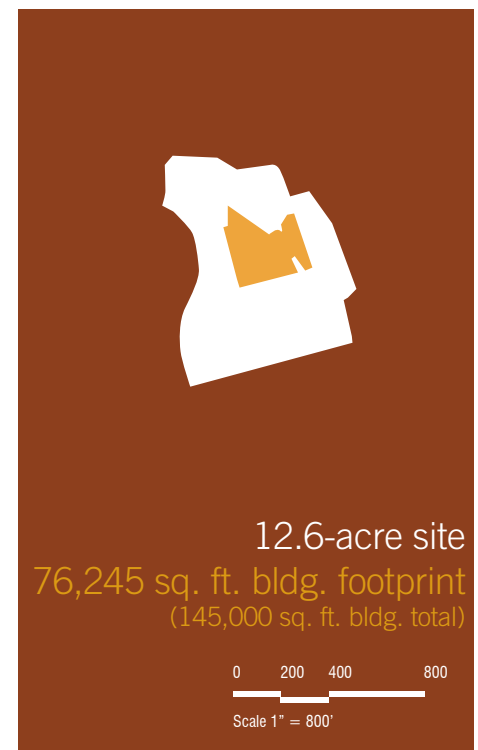 12.6-acre site
76,245 sq. ft. bldg. footprint
(145,000 sq. ft. bldg. total)
0 200 400 800
Scale 1" = 800'